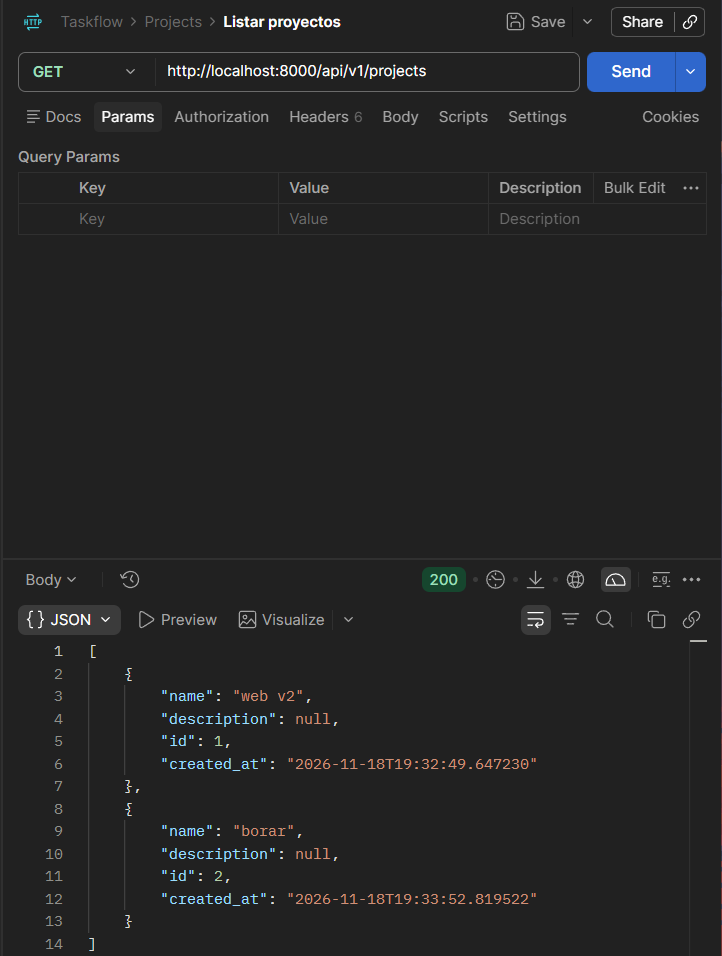 HTTP Taskflow > Projects > Listar proyectos Save Share
GET http://localhost:8000/api/v1/projects Send
Docs Params Authorization Headers 6 Body Scripts Settings Cookies
Query Params
Key Value Description Bulk Edit ...
Key Value Description
Body 200 e.g. ...
{} JSON Preview Visualize
1 [
2 {
3 "name": "web v2",
4 "description": null,
5 "id": 1,
6 "created_at": "2026-11-18T19:32:49.647230"
7 },
8 {
9 "name": "borar",
10 "description": null,
11 "id": 2,
12 "created_at": "2026-11-18T19:33:52.819522"
13 }
14 ]